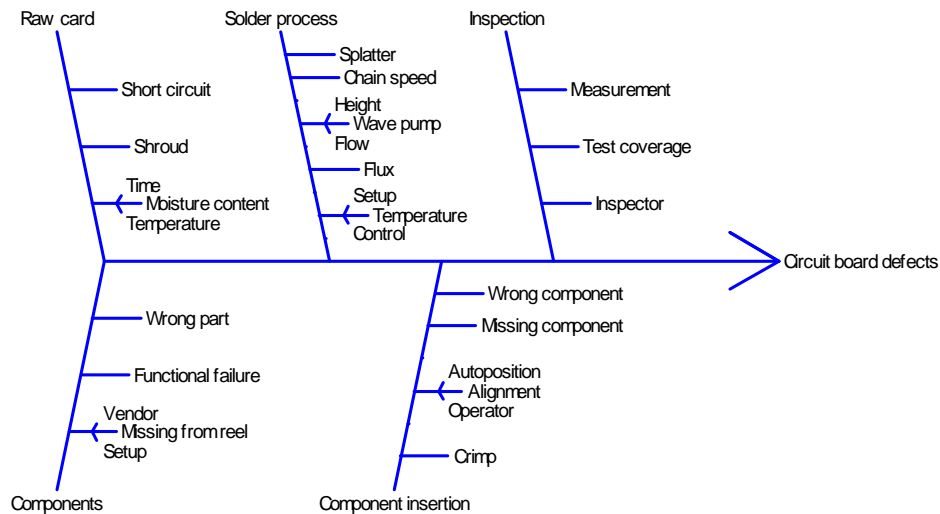 Raw card
Solder process
Inspection
Splatter
Chain speed
Short circuit
Measurement
Height
Wave pump
Flow
Shroud
Test coverage
Flux
Time
Moisture content
Temperature
Setup
Temperature
Control
Inspector
Circuit board defects
Wrong component
Wrong part
Missing component
Functional failure
Autoposition
Alignment
Operator
Vendor
Missing from reel
Setup
Crimp
Components
Component insertion